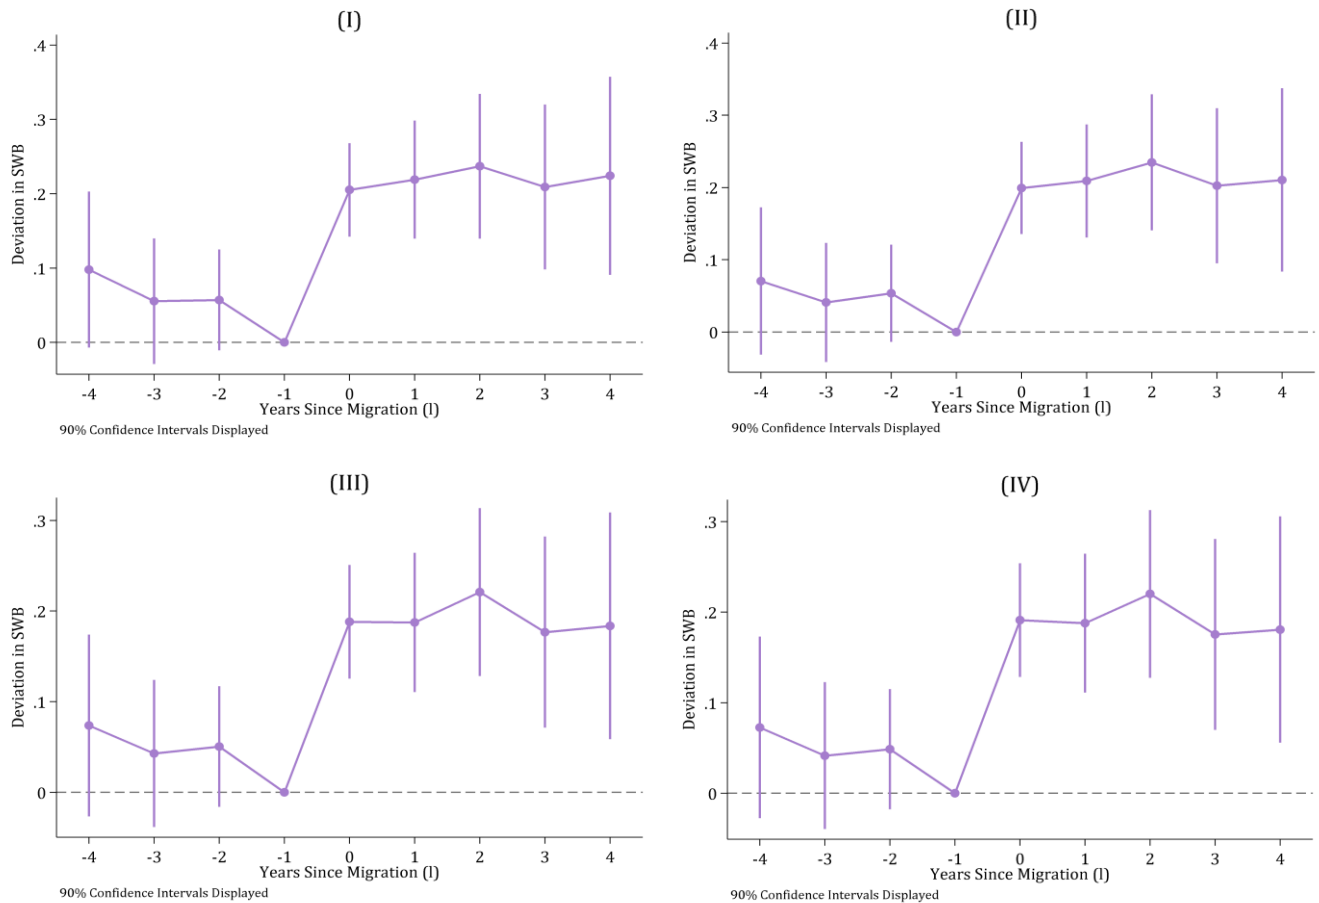 (I)
.4
.3
.2
.1
0
Deviation in SWB
-4 -3 -2 -1 0 1 2 3 4
Years Since Migration (l)
90% Confidence Intervals Displayed
(II)
.4
.3
.2
.1
0
Deviation in SWB
-4 -3 -2 -1 0 1 2 3 4
Years Since Migration (l)
90% Confidence Intervals Displayed
(III)
.3
.2
.1
0
Deviation in SWB
-4 -3 -2 -1 0 1 2 3 4
Years Since Migration (l)
90% Confidence Intervals Displayed
(IV)
.3
.2
.1
0
Deviation in SWB
-4 -3 -2 -1 0 1 2 3 4
Years Since Migration (l)
90% Confidence Intervals Displayed